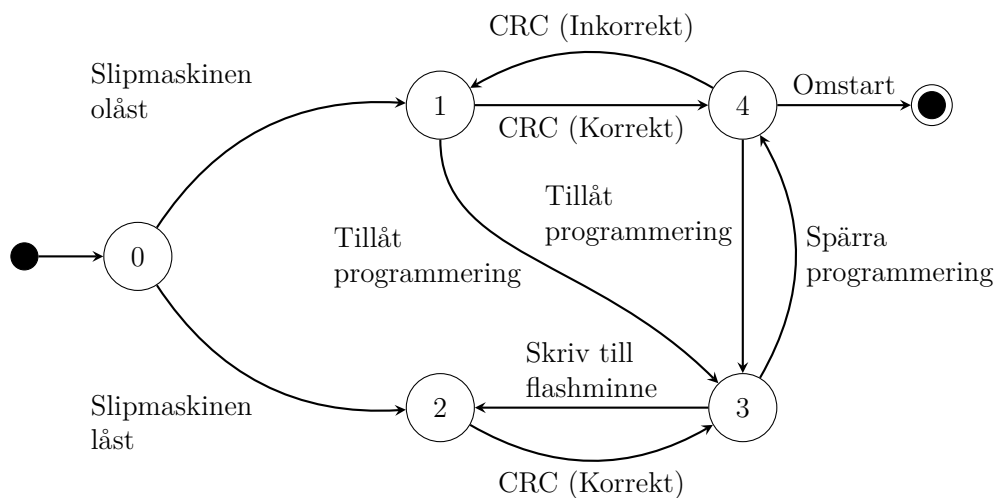 CRC (Inkorrekt)
Slipmaskinen
olåst
1
4
Omstart
CRC (Korrekt)
Tillåt
programmering
Tillåt
programmering
Spärra
programmering
0
Skriv till
flashminne
Slipmaskinen
låst
2
3
CRC (Korrekt)